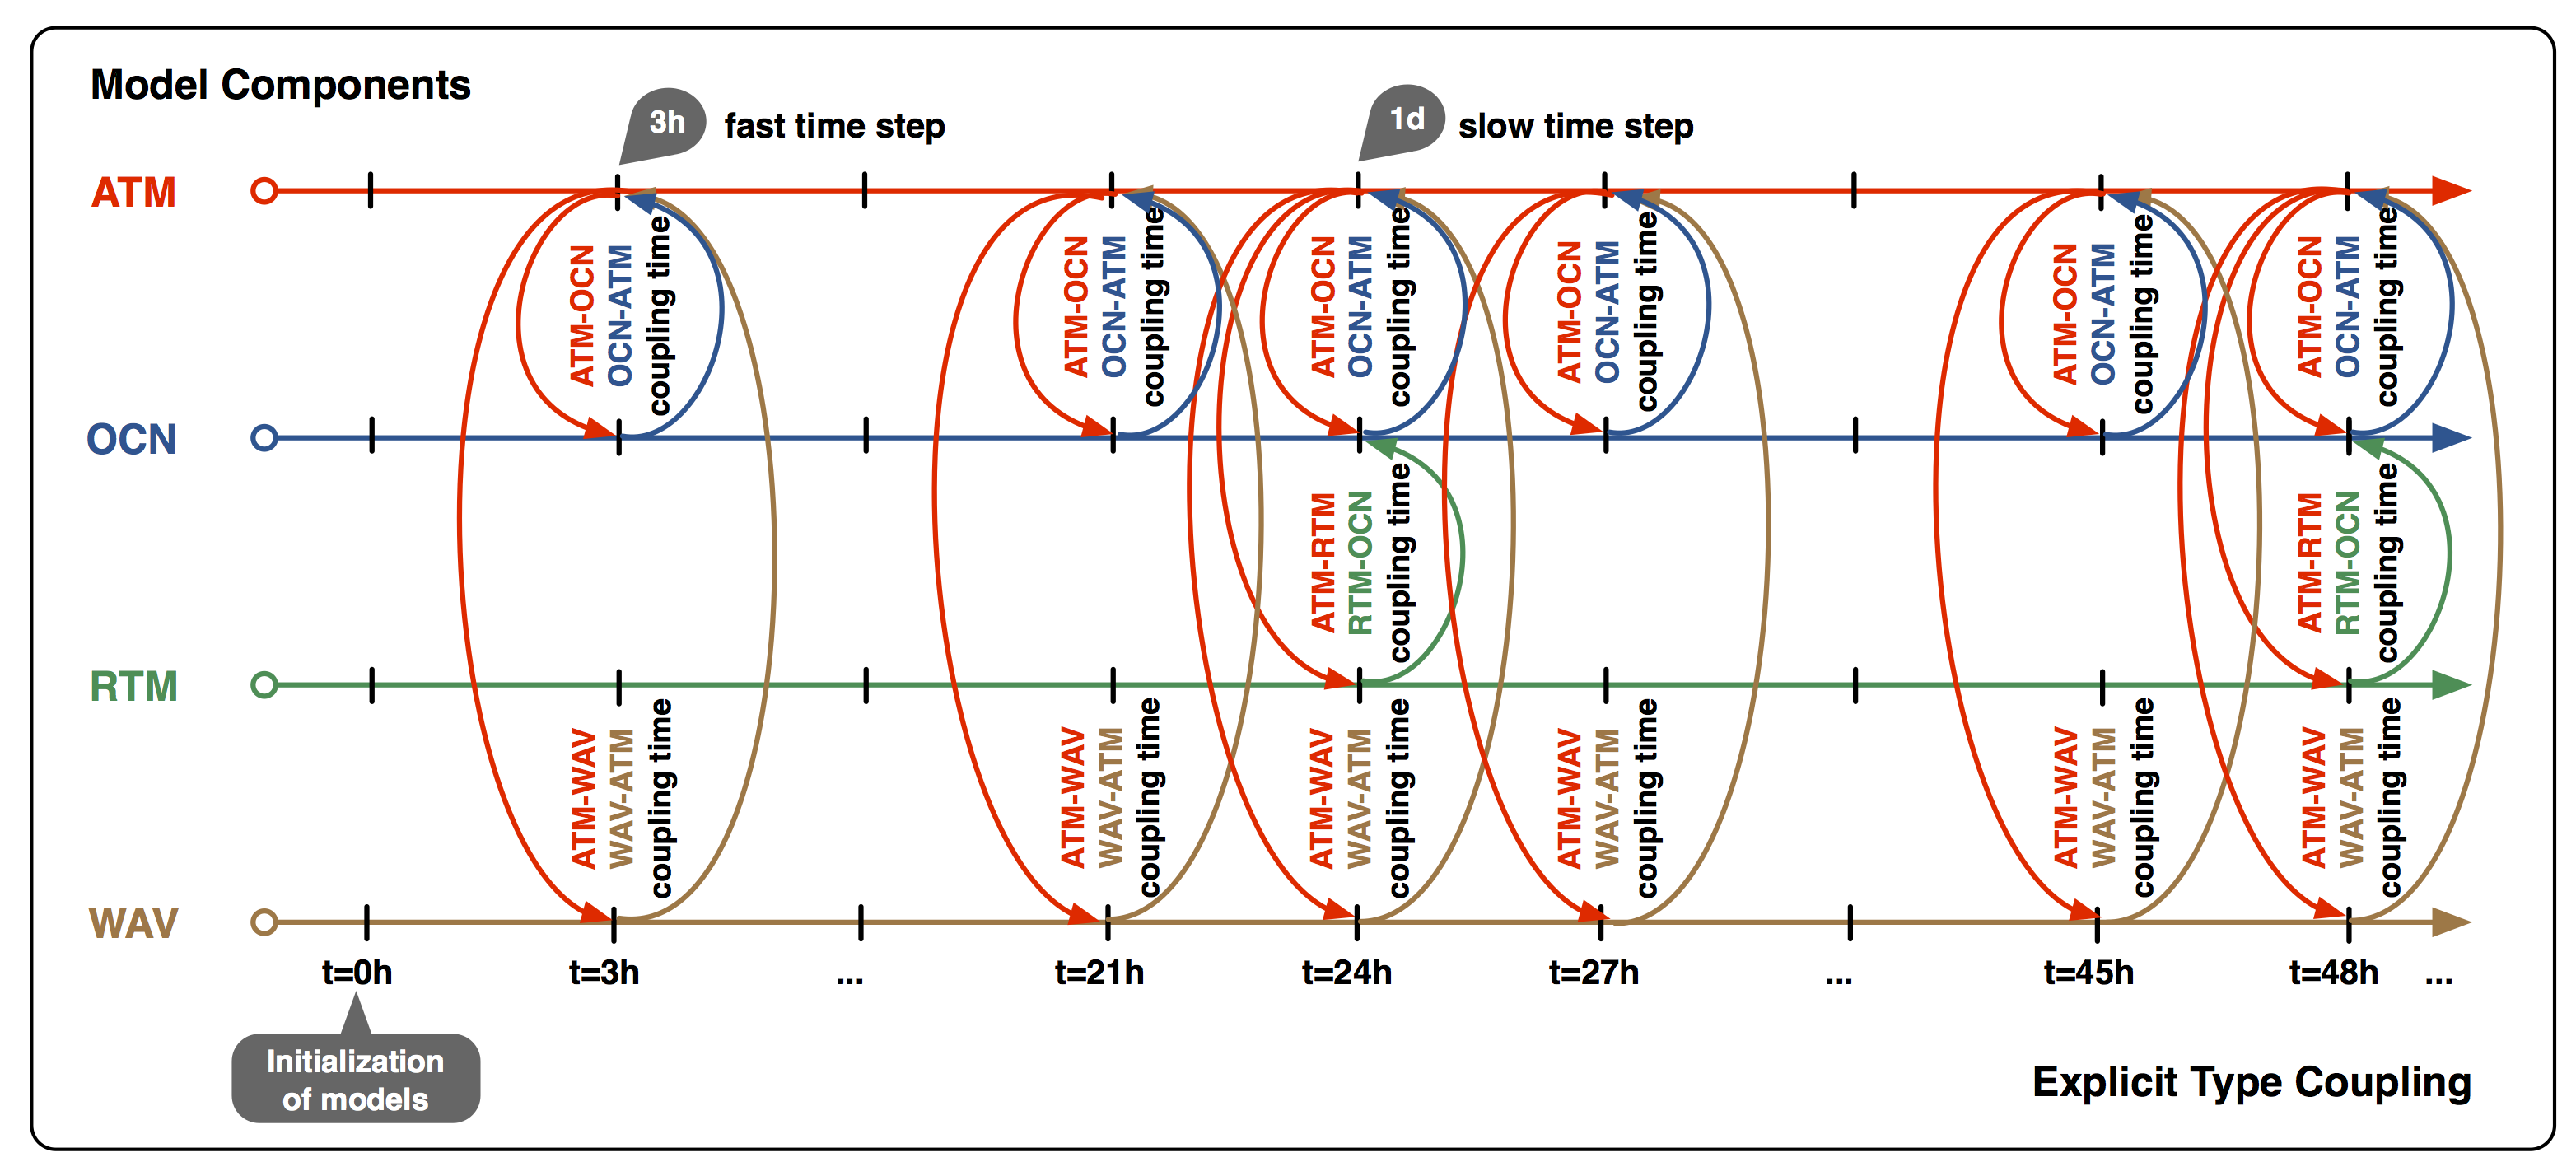 Model Components
3h
fast time step
1d
slow time step
ATM
ATM-OCN
OCN-ATM
coupling time
ATM-OCN
OCN-ATM
coupling time
ATM-OCN
OCN-ATM
coupling time
ATM-OCN
OCN-ATM
coupling time
ATM-OCN
OCN-ATM
coupling time
ATM-OCN
OCN-ATM
coupling time
OCN
ATM-RTM
RTM-OCN
coupling time
ATM-RTM
RTM-OCN
coupling time
RTM
ATM-WAV
WAV-ATM
coupling time
ATM-WAV
WAV-ATM
coupling time
ATM-WAV
WAV-ATM
coupling time
ATM-WAV
WAV-ATM
coupling time
ATM-WAV
WAV-ATM
coupling time
ATM-WAV
WAV-ATM
coupling time
WAV
t=0h t=3h ... t=21h t=24h t=27h ... t=45h t=48h ...
Initialization
of models
Explicit Type Coupling